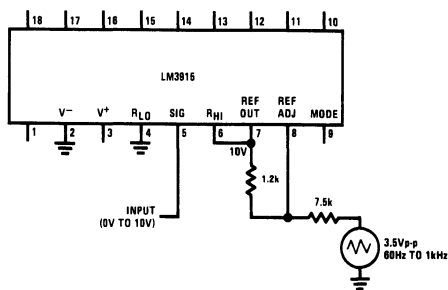 18 17 16 15 14 13 12 11 10
LM3915
V− V+ RLO SIG RHI REF OUT REF ADJ MODE
1 2 3 4 5 6 7 8 9
10V
1.2k
7.5k
INPUT
(0V TO 10V)
3.5Vp-p
60Hz TO 1kHz